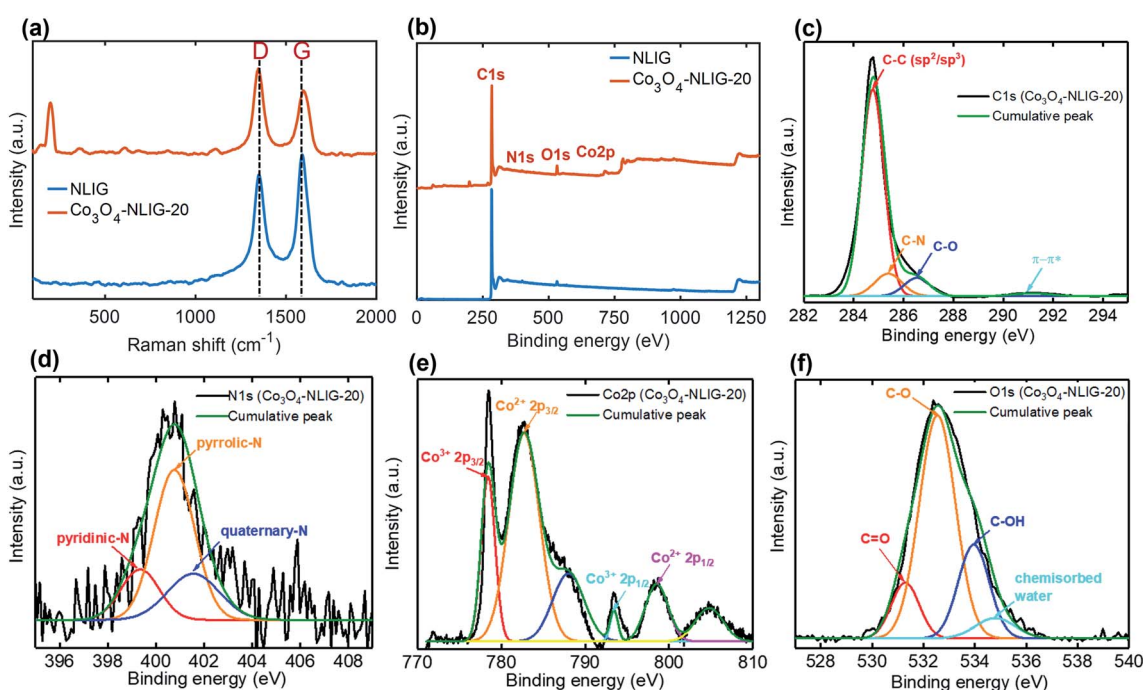 (a)
D G
NLIG
Co₃O₄-NLIG-20
Intensity (a.u.)
500 1000 1500 2000
Raman shift (cm⁻¹)
(b)
NLIG
Co₃O₄-NLIG-20
C1s
N1s O1s Co2p
Intensity (a.u.)
0 250 500 750 1000 1250
Binding energy (eV)
(c)
C-C (sp²/sp³)
C1s (Co₃O₄-NLIG-20)
Cumulative peak
C-N
C-O
π-π*
Intensity (a.u.)
282 284 286 288 290 292 294
Binding energy (eV)
(d)
N1s (Co₃O₄-NLIG-20)
Cumulative peak
pyrrolic-N
pyridinic-N
quaternary-N
Intensity (a.u.)
396 398 400 402 404 406 408
Binding energy (eV)
(e)
Co2p (Co₃O₄-NLIG-20)
Co²⁺ 2p₃/₂
Cumulative peak
Co³⁺ 2p₃/₂
Co³⁺ 2p₁/₂
Co²⁺ 2p₁/₂
Intensity (a.u.)
770 780 790 800 810
Binding energy (eV)
(f)
C-O
O1s (Co₃O₄-NLIG-20)
Cumulative peak
C-OH
C=O
chemisorbed
water
Intensity (a.u.)
528 530 532 534 536 538 540
Binding energy (eV)